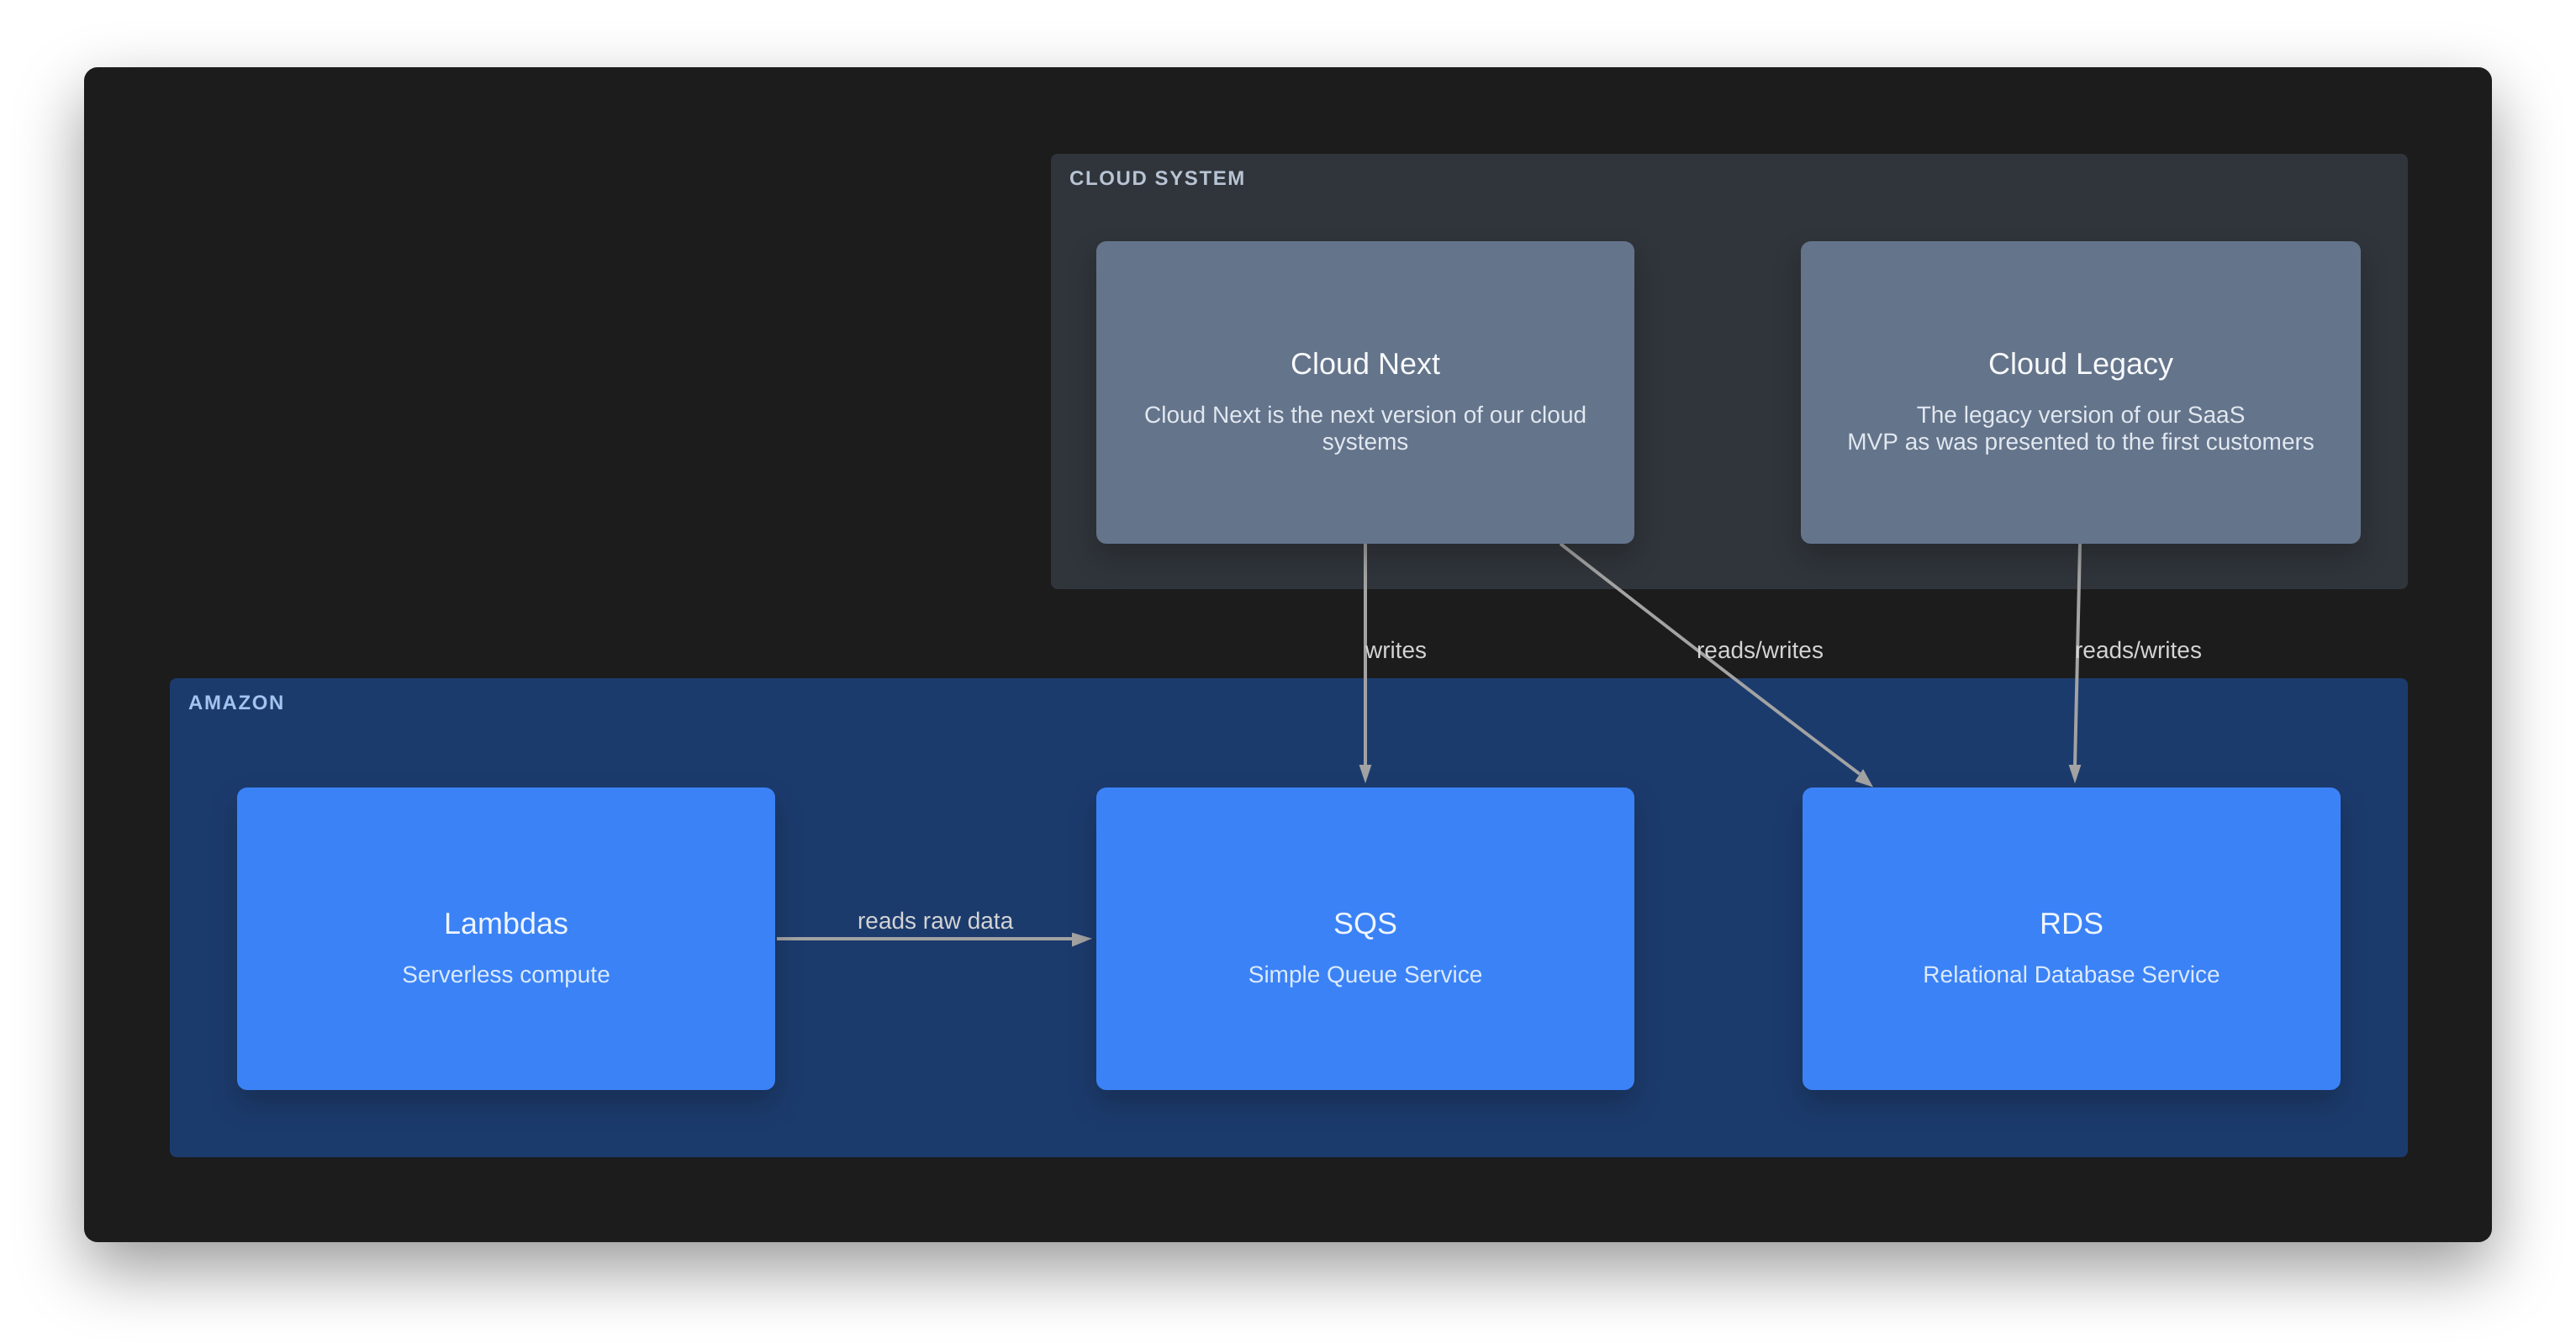 CLOUD SYSTEM
Cloud Next
Cloud Next is the next version of our cloud
systems
Cloud Legacy
The legacy version of our SaaS
MVP as was presented to the first customers
writes
reads/writes
reads/writes
AMAZON
Lambdas
Serverless compute
reads raw data
SQS
Simple Queue Service
RDS
Relational Database Service